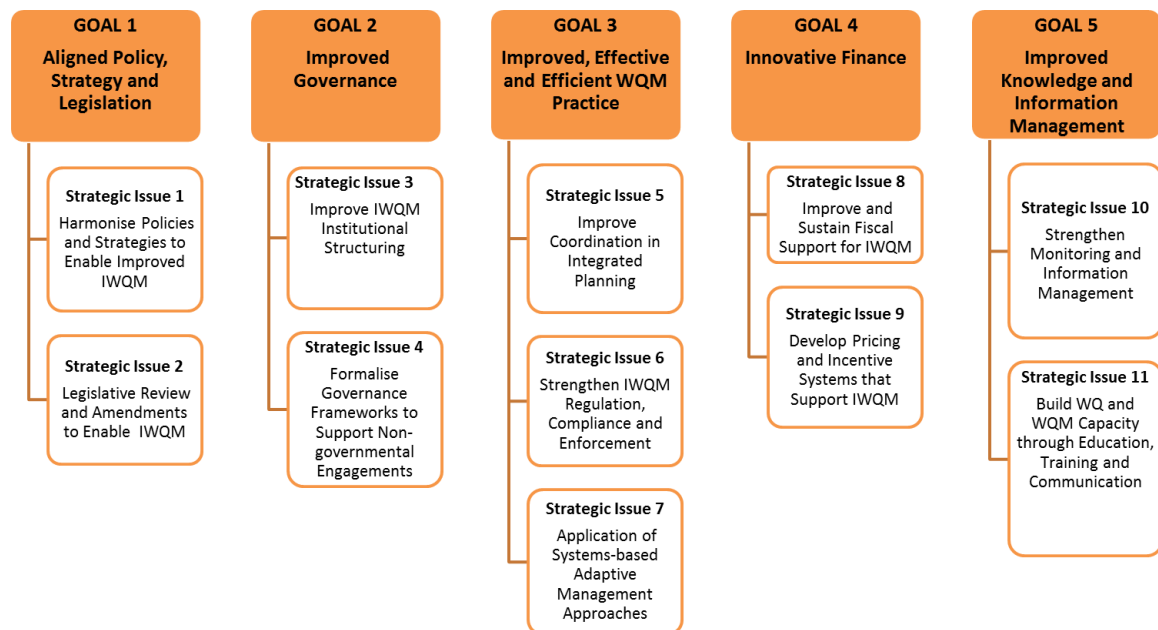 GOAL 1
Aligned Policy,
Strategy and
Legislation
Strategic Issue 1
Harmonise Policies
and Strategies to
Enable Improved
IWQM
Strategic Issue 2
Legislative Review
and Amendments
to Enable IWQM
GOAL 2
Improved
Governance
Strategic Issue 3
Improve IWQM
Institutional
Structuring
Strategic Issue 4
Formalise
Governance
Frameworks to
Support Non-
governmental
Engagements
GOAL 3
Improved, Effective
and Efficient WQM
Practice
Strategic Issue 5
Improve
Coordination in
Integrated
Planning
Strategic Issue 6
Strengthen IWQM
Regulation,
Compliance and
Enforcement
Strategic Issue 7
Application of
Systems-based
Adaptive
Management
Approaches
GOAL 4
Innovative Finance
Strategic Issue 8
Improve and
Sustain Fiscal
Support for IWQM
Strategic Issue 9
Develop Pricing
and Incentive
Systems that
Support IWQM
GOAL 5
Improved
Knowledge and
Information
Management
Strategic Issue 10
Strengthen
Monitoring and
Information
Management
Strategic Issue 11
Build WQ and
WQM Capacity
through Education,
Training and
Communication